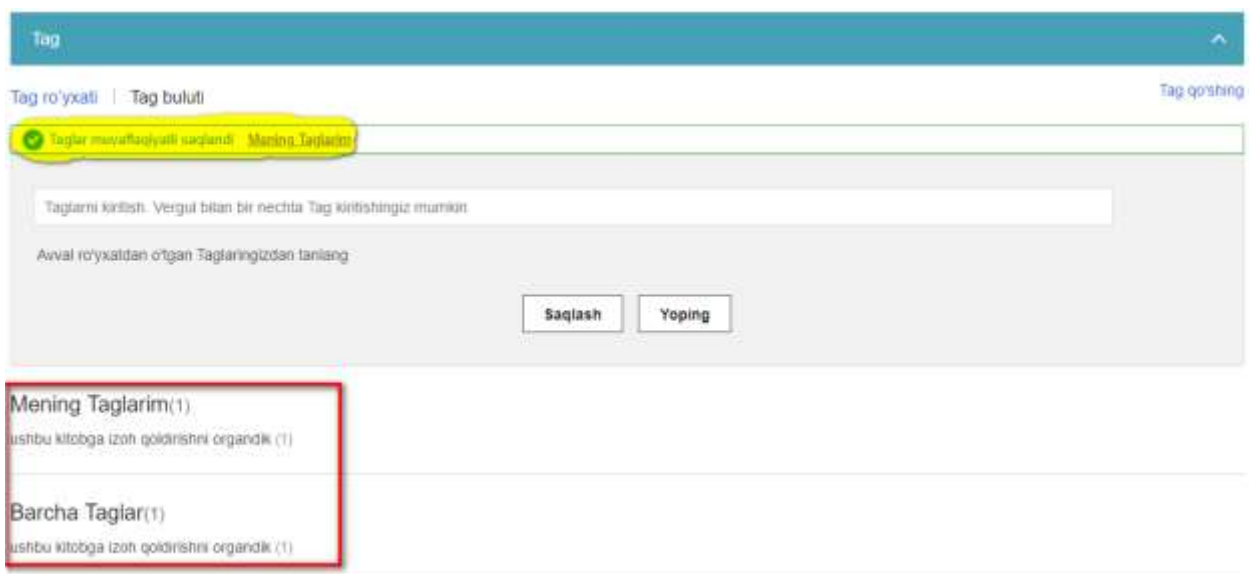 Tag
Tag ro'yxati | Tag buluti
Tag qo'shing
Taglar muvaffaqiyatli saqlandi Mening Taglarim
Taglarni kiritish. Vergul bilan bir nechta Tag kiritishingiz mumkin
Avval ro'yxatdan o'tgan Taglaringizdan tanlang
Saqlash Yoping
Mening Taglarim(1)
ushbu kitobga izoh qoldirishni organdik (1)
Barcha Taglar(1)
ushbu kitobga izoh qoldirishni organdik (1)